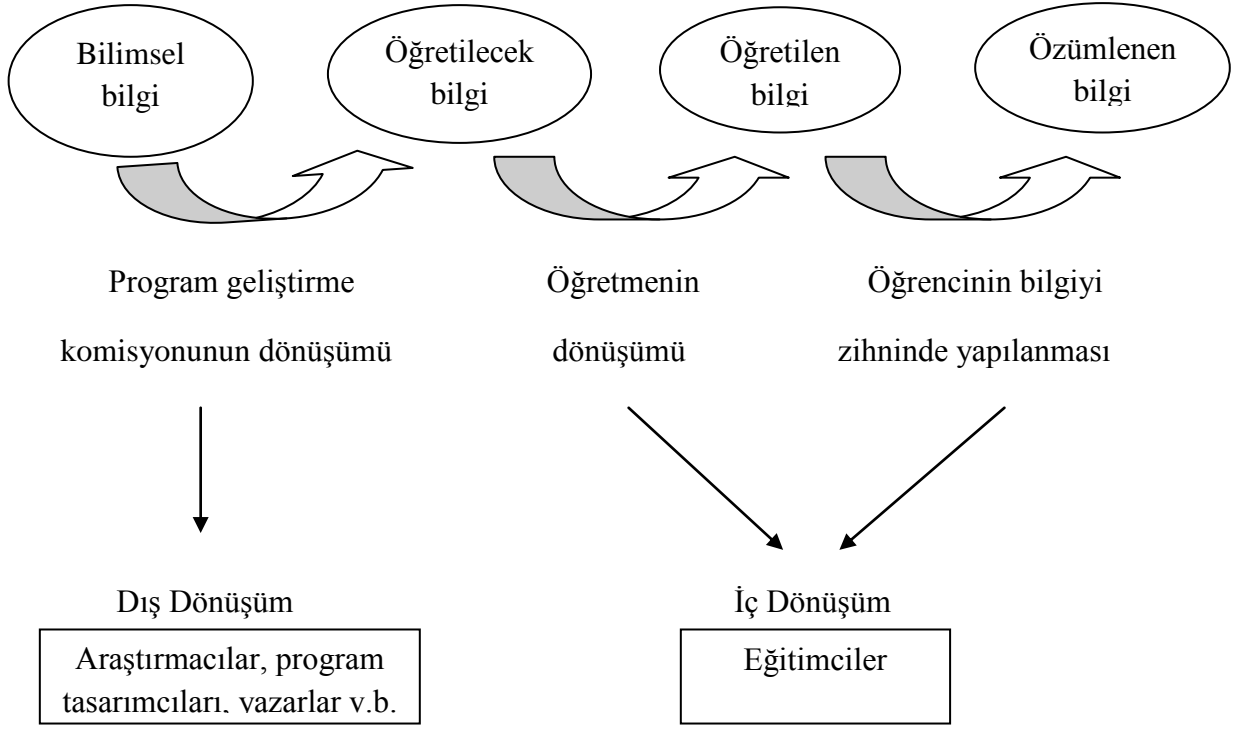 Bilimsel
bilgi
Öğretilecek
bilgi
Öğretilen
bilgi
Özümlenen
bilgi
Program geliştirme
komisyonunun dönüşümü
Öğretmenin
dönüşümü
Öğrencinin bilgiyi
zihninde yapılanması
Dış Dönüşüm
Araştırmacılar, program
tasarımcıları, yazarlar v.b.
İç Dönüşüm
Eğitimciler